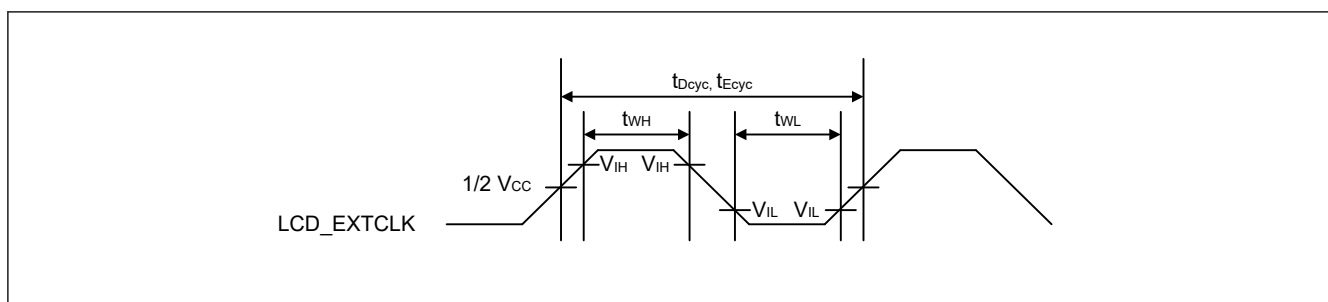 tDcyc, tEcyc
tWH tWL
VIH VIH
1/2 VCC
VIL VIL
LCD_EXTCLK